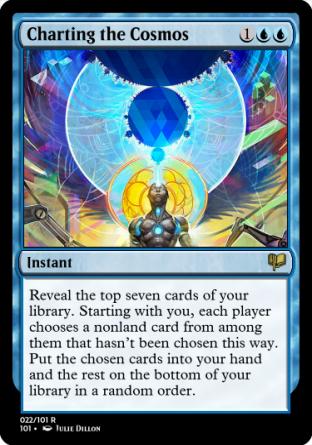 Charting the Cosmos 1
Instant
Reveal the top seven cards of your
library. Starting with you, each player
chooses a nonland card from among
them that hasn't been chosen this way.
Put the chosen cards into your hand
and the rest on the bottom of your
library in a random order.
022/101 R
101 • Julie Dillon